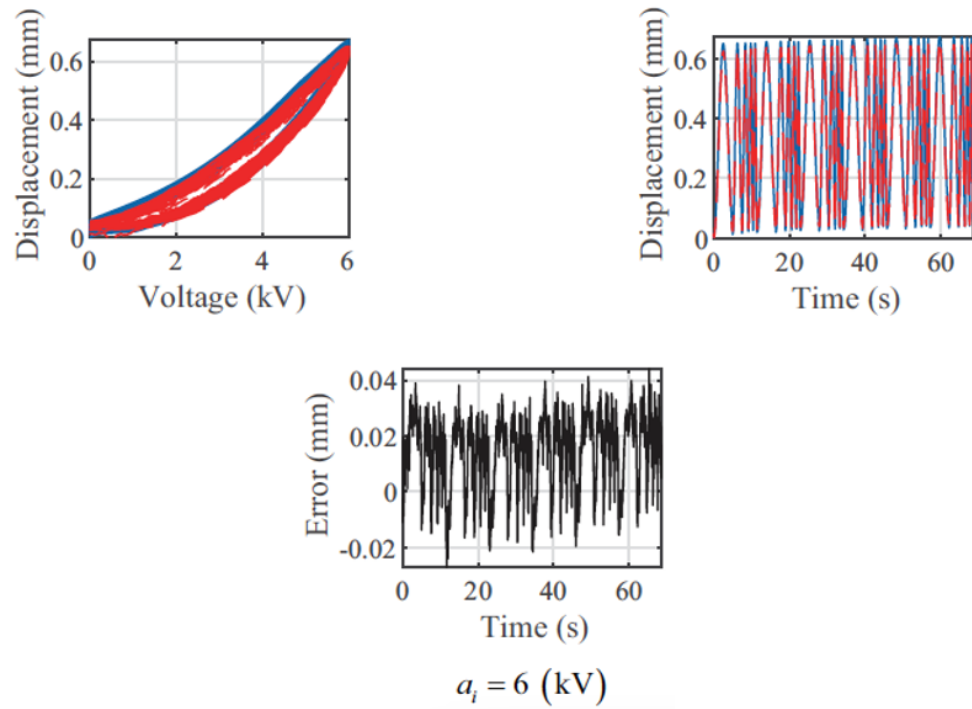 Displacement (mm)
0.6
0.4
0.2
0
0 2 4 6
Voltage (kV)
Displacement (mm)
0.6
0.4
0.2
0
0 20 40 60
Time (s)
Error (mm)
0.04
0.02
0
-0.02
0 20 40 60
Time (s)
a_i = 6 (kV)